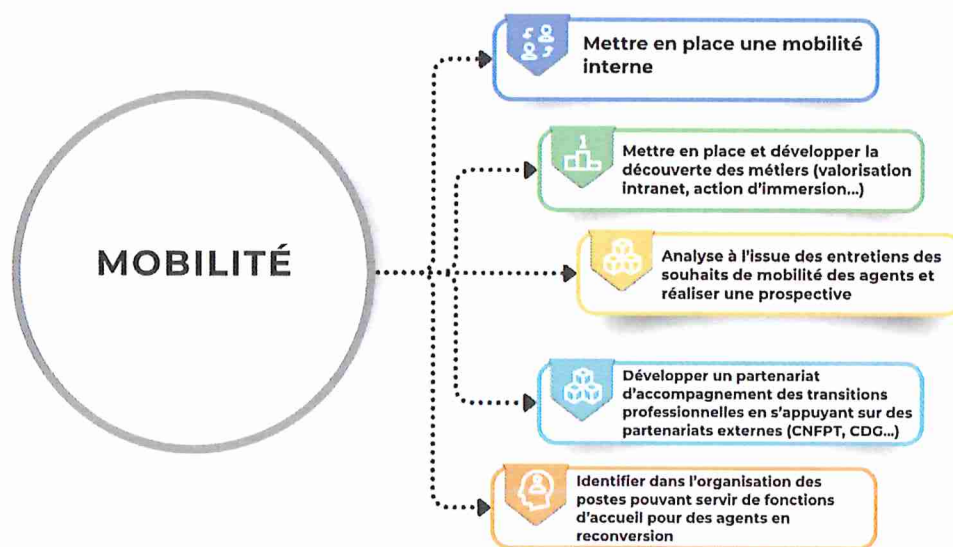 Mettre en place une mobilité
interne
1
Mettre en place et développer la
découverte des métiers (valorisation
intranet, action d'immersion...)
MOBILITÉ
Analyse à l'issue des entretiens des
souhaits de mobilité des agents et
réaliser une prospective
Développer un partenariat
d'accompagnement des transitions
professionnelles en s'appuyant sur des
partenariats externes (CNFPT, CDG...)
Identifier dans l'organisation des
postes pouvant servir de fonctions
d'accueil pour des agents en
reconversion